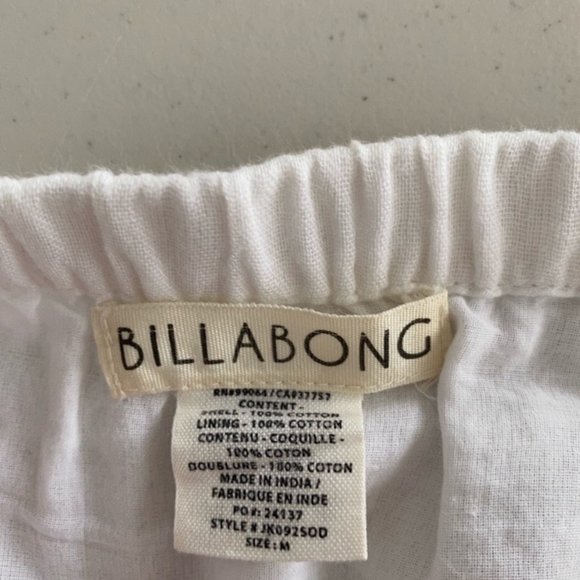 BILLABONG
RN#99064/CA#37757
CONTENT-
SHELL-100% COTTON
LINING-100% COTTON
CONTENU-COQUILLE-
100% COTON
DOUBLURE-100% COTON
MADE IN INDIA/
FABRIQUE EN INDE
PO#: 24137
STYLE# JK092SOD
SIZE: M